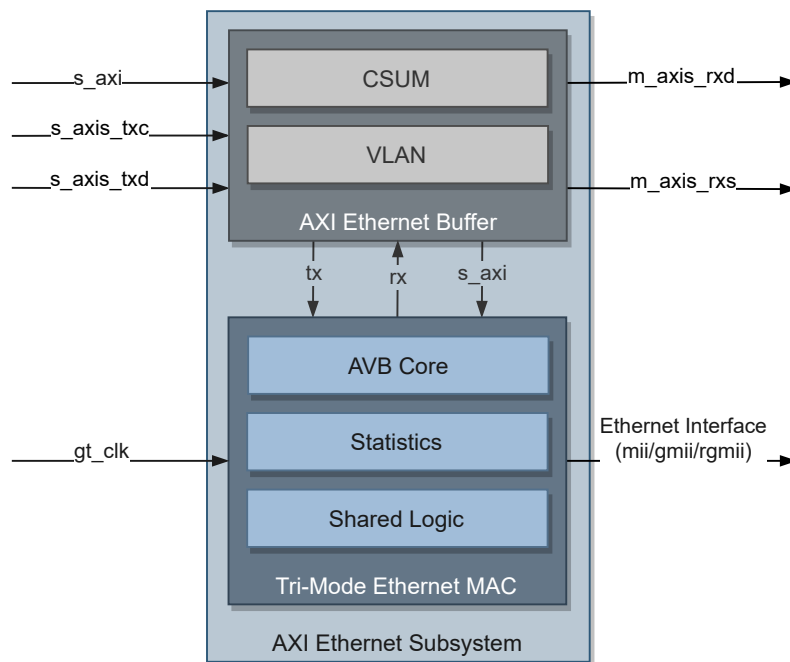 s_axi
CSUM
m_axis_rxd
s_axis_txc
VLAN
s_axis_txd
m_axis_rxs
AXI Ethernet Buffer
tx
rx
s_axi
AVB Core
Statistics
Ethernet Interface
(mii/gmii/rgmii)
gt_clk
Shared Logic
Tri-Mode Ethernet MAC
AXI Ethernet Subsystem